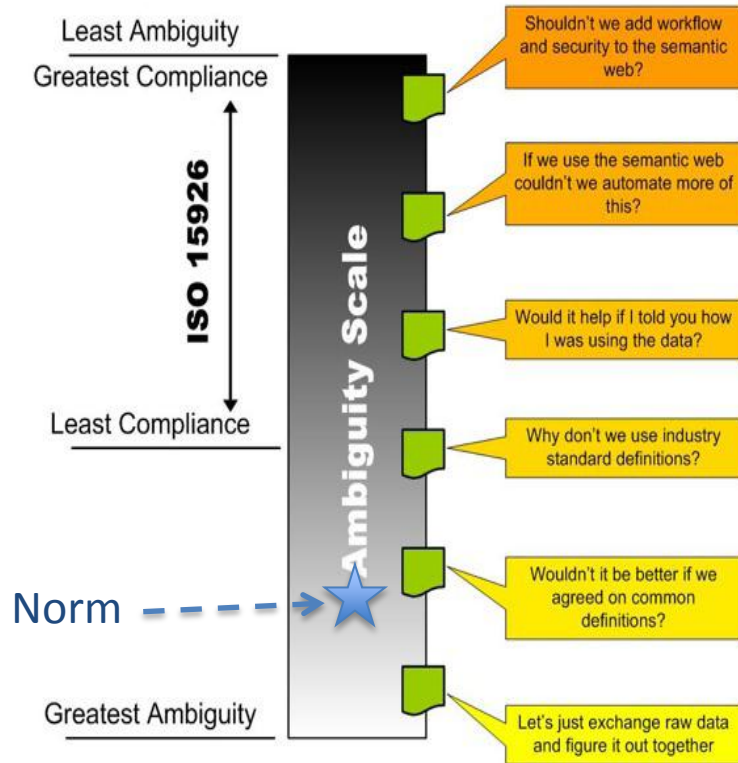 Least Ambiguity
Greatest Compliance
ISO 15926
Least Compliance
Norm
Greatest Ambiguity
Ambiguity Scale
Shouldn't we add workflow
and security to the semantic
web?
If we use the semantic web
couldn't we automate more of
this?
Would it help if I told you how
I was using the data?
Why don't we use industry
standard definitions?
Wouldn't it be better if we
agreed on common
definitions?
Let's just exchange raw data
and figure it out together